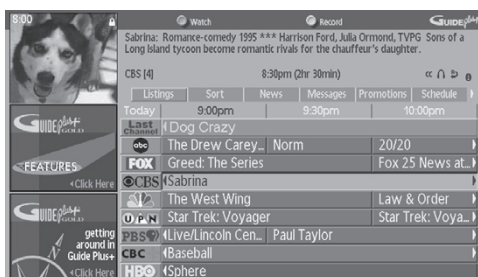 8:00
Watch
Record
GUIDE plus+
Sabrina: Romance-comedy 1995 *** Harrison Ford, Julia Ormond, TVPG Sons of a
Long Island tycoon become romantic rivals for the chauffeur's daughter.
CBS [4] 8:30pm (2hr 30min)
Listings Sort News Messages Promotions Schedule
Today 9:00pm 9:30pm 10:00pm
Last Channel Dog Crazy
abc The Drew Carey... Norm 20/20
FOX Greed: The Series Fox 25 News at...
CBS Sabrina
The West Wing Law & Order
UPN Star Trek: Voyager Star Trek: Voya...
PBS Live/Lincoln Cen... Paul Taylor
CBC Baseball
HBO Sphere
GUIDE plus+ GOLD
FEATURES
Click Here
GUIDE plus+ GOLD
getting
around in
Guide Plus+
Click Here